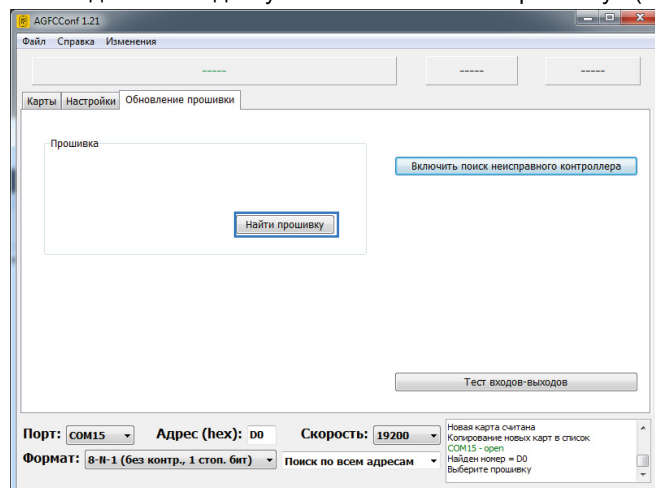 AGFCConf 1.21
Файл Справка Изменения
-----
----- -----
Карты Настройки Обновление прошивки
Прошивка
Включить поиск неисправного контроллера
Найти прошивку
Тест входов-выходов
Порт: COM15 Адрес (hex): D0 Скорость: 19200
Формат: 8-N-1 (без контр., 1 стоп. бит) Поиск по всем адресам
Новая карта считана
Копирование новых карт в список
COM15 - open
Найден номер = D0
Выберите прошивку